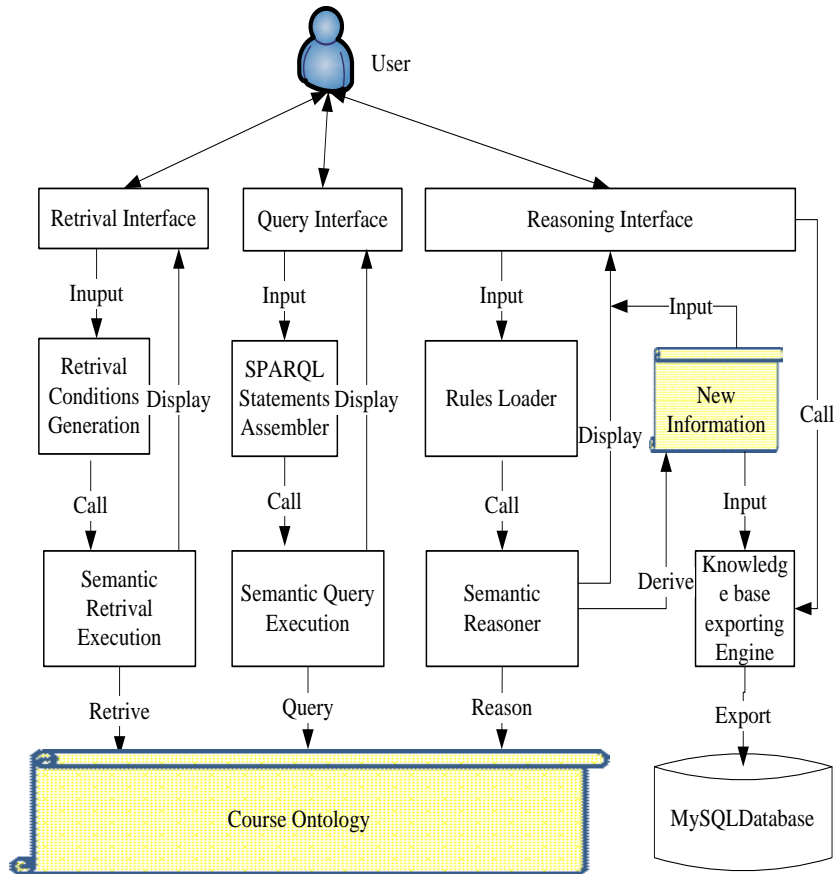 User
Retrival Interface
Query Interface
Reasoning Interface
Inuput
Input
Input
Input
Retrival
Conditions
Generation
Display
SPARQL
Statements
Assembler
Display
Rules Loader
Display
New
Information
Call
Call
Call
Call
Input
Semantic
Retrival
Execution
Semantic Query
Execution
Semantic
Reasoner
Derive
Knowledg
e base
exporting
Engine
Retrive
Query
Reason
Export
Course Ontology
MySQLDatabase